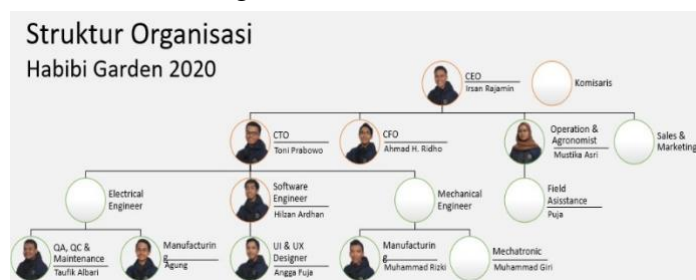 Struktur Organisasi
Habibi Garden 2020
CEO
Irsan Rajamin
Komisaris
CTO
Toni Prabowo
CFO
Ahmad H. Ridho
Operation &
Agronomist
Mustika Asri
Sales &
Marketing
Electrical
Engineer
Software
Engineer
Hilzan Ardhan
Mechanical
Engineer
Field
Asisstance
Puja
QA, QC &
Maintenance
Taufik Albari
Manufacturin
g
Agung
UI & UX
Designer
Angga Puja
Manufacturin
g
Muhammad Rizki
Mechatronic
Muhammad Giri